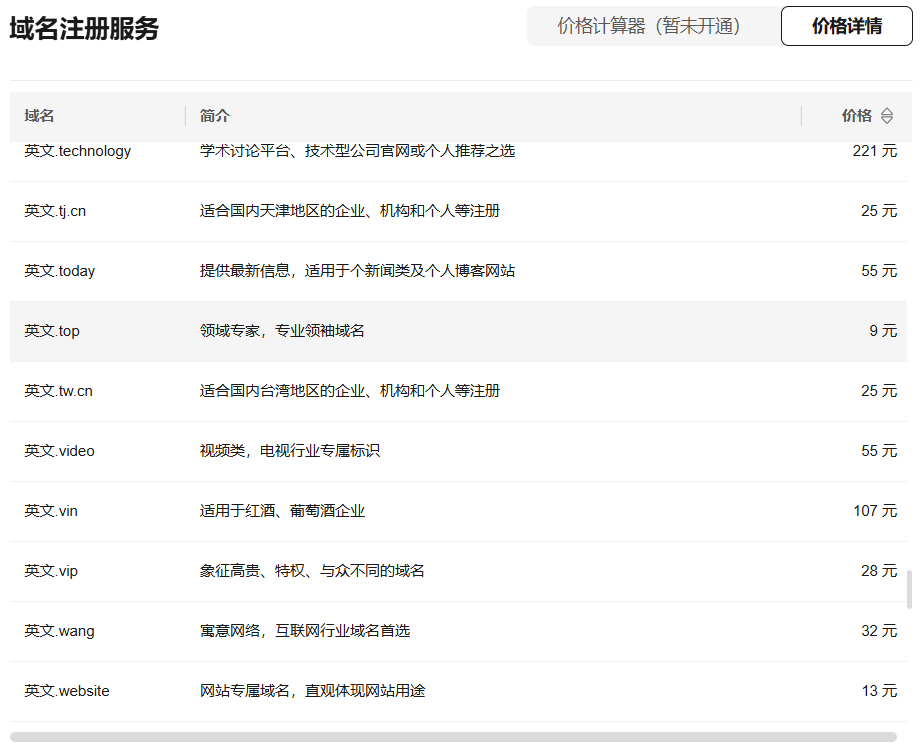 域名注册服务 价格计算器（暂未开通） 价格详情
域名 简介 价格
英文.technology 学术讨论平台、技术型公司官网或个人推荐之选 221 元
英文.tj.cn 适合国内天津地区的企业、机构和个人等注册 25 元
英文.today 提供最新信息，适用于个新闻类及个人博客网站 55 元
英文.top 领域专家，专业领袖域名 9 元
英文.tw.cn 适合国内台湾地区的企业、机构和个人等注册 25 元
英文.video 视频类，电视行业专属标识 55 元
英文.vin 适用于红酒、葡萄酒企业 107 元
英文.vip 象征高贵、特权、与众不同的域名 28 元
英文.wang 寓意网络，互联网行业域名首选 32 元
英文.website 网站专属域名，直观体现网站用途 13 元